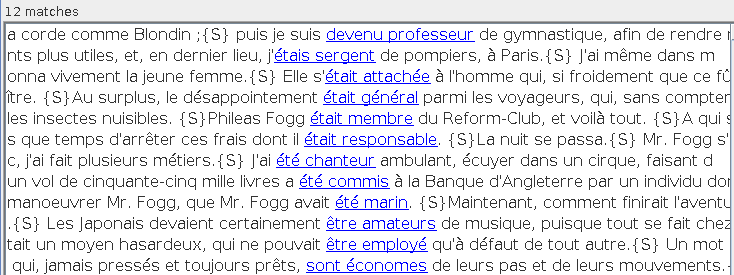 12 matches
a corde comme Blondin ;{S} puis je suis devenu professeur de gymnastique, afin de rendre
nts plus utiles, et, en dernier lieu, j'étais sergent de pompiers, à Paris.{S} J'ai même dans m
onna vivement la jeune femme.{S} Elle s'était attachée à l'homme qui, si froidement que ce fû
ître. {S}Au surplus, le désappointement était général parmi les voyageurs, qui, sans compter
les insectes nuisibles. {S}Phileas Fogg était membre du Reform-Club, et voilà tout. {S}A qui s
s que temps d'arrêter ces frais dont il était responsable. {S}La nuit se passa.{S} Mr. Fogg s'
c, j'ai fait plusieurs métiers.{S} J'ai été chanteur ambulant, écuyer dans un cirque, faisant d
un vol de cinquante-cinq mille livres a été commis à la Banque d'Angleterre par un individu don
manoeuvrer Mr. Fogg, que Mr. Fogg avait été marin. {S}Maintenant, comment finirait l'aventu
.{S} Les Japonais devaient certainement être amateurs de musique, puisque tout se fait chez
tait un moyen hasardeux, qui ne pouvait être employé qu'à défaut de tout autre.{S} Un mot
qui, jamais pressés et toujours prêts, sont économes de leurs pas et de leurs mouvements.